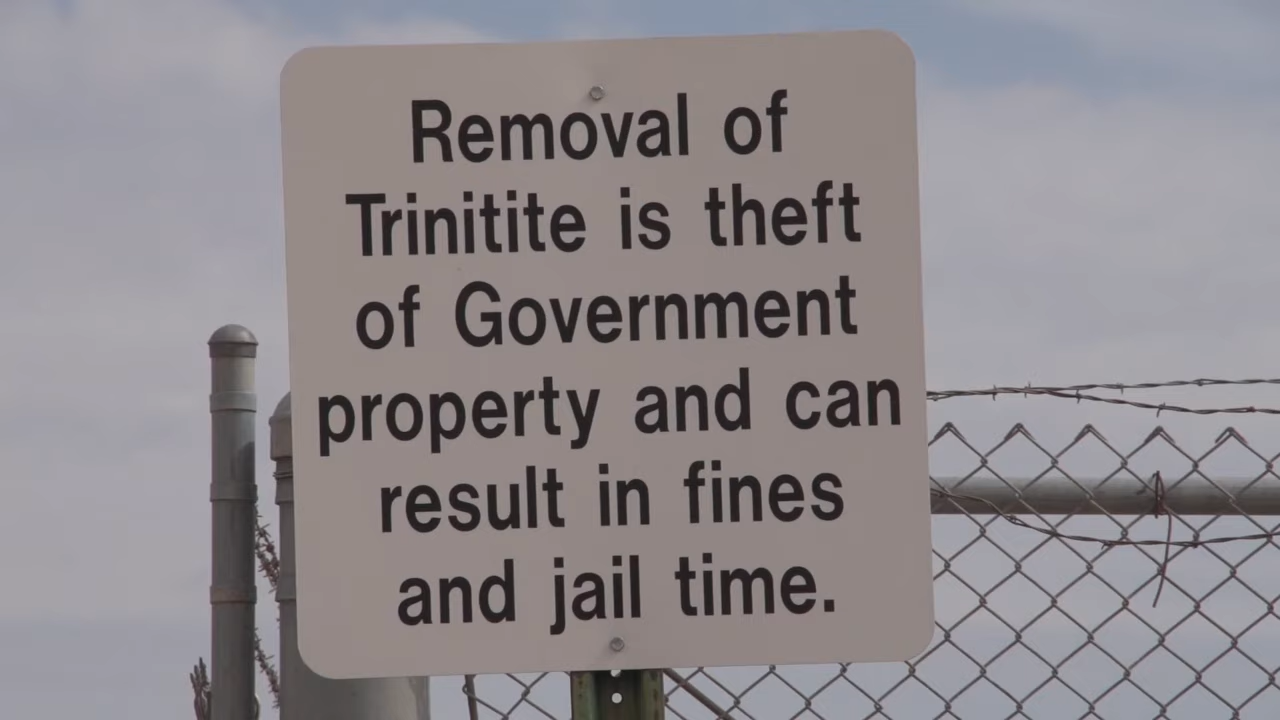 Removal of
Trinitite is theft
of Government
property and can
result in fines
and jail time.